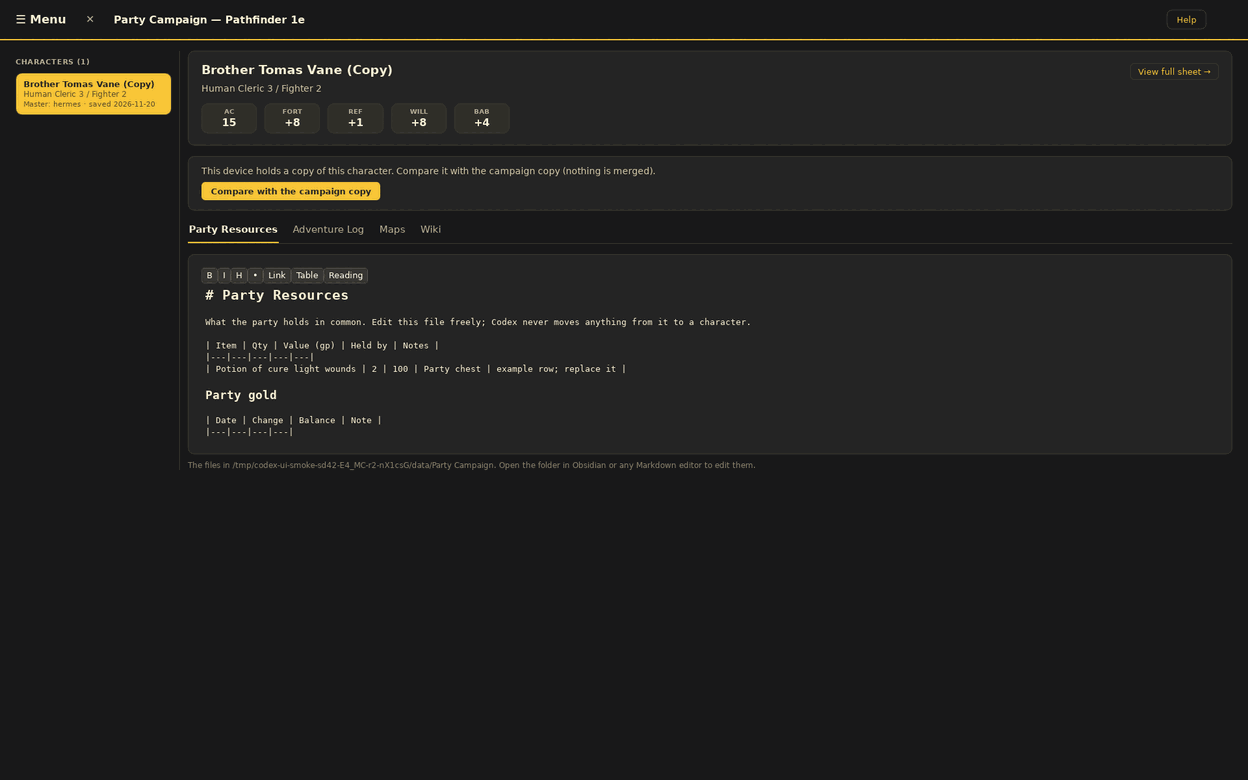 ☰ Menu × Party Campaign — Pathfinder 1e Help
CHARACTERS (1)
Brother Tomas Vane (Copy)
Human Cleric 3 / Fighter 2
Master: hermes · saved 2026-11-20
Brother Tomas Vane (Copy)
View full sheet →
Human Cleric 3 / Fighter 2
AC FORT REF WILL BAB
15 +8 +1 +8 +4
This device holds a copy of this character. Compare it with the campaign copy (nothing is merged).
Compare with the campaign copy
Party Resources Adventure Log Maps Wiki
B I H • Link Table Reading
# Party Resources
What the party holds in common. Edit this file freely; Codex never moves anything from it to a character.
| Item | Qty | Value (gp) | Held by | Notes |
|---|---|---|---|---|
| Potion of cure light wounds | 2 | 100 | Party chest | example row; replace it |
Party gold
| Date | Change | Balance | Note |
|---|---|---|---|
The files in /tmp/codex-ui-smoke-sd42-E4_MC-r2-nX1csG/data/Party Campaign. Open the folder in Obsidian or any Markdown editor to edit them.